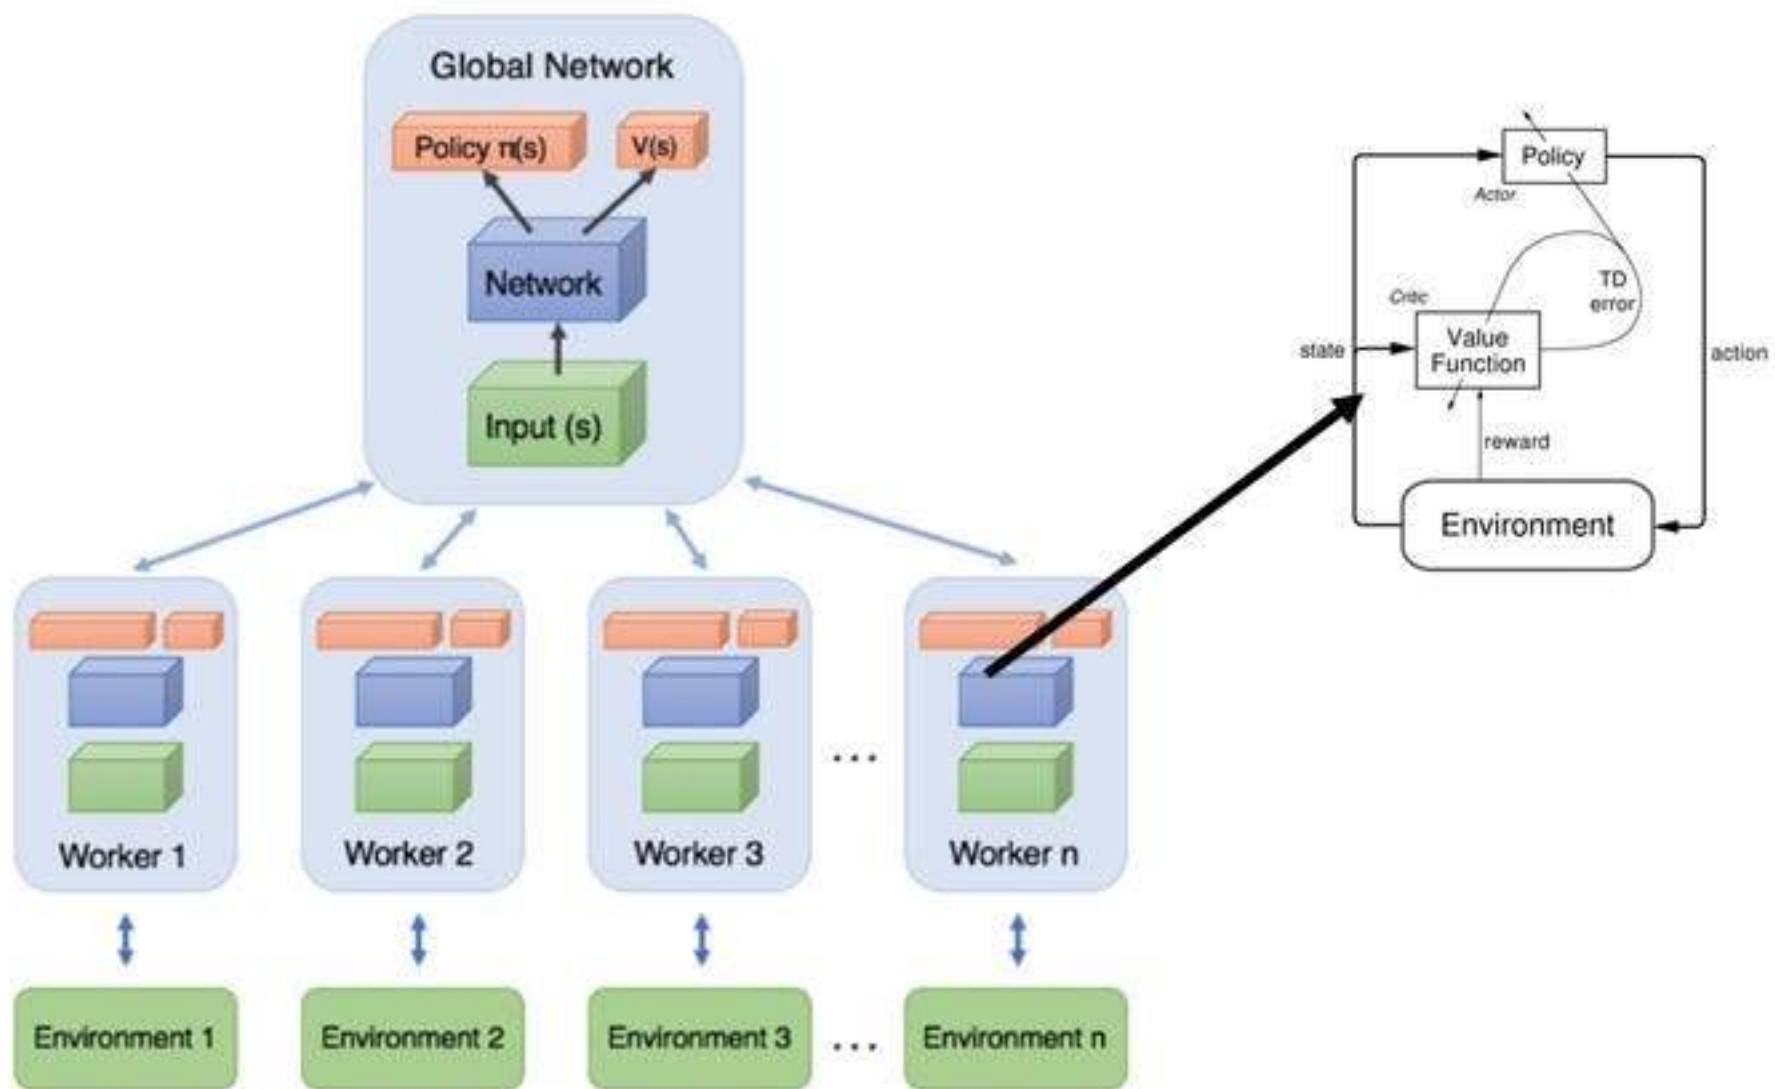 Global Network
Policy π(s)
V(s)
Network
Input (s)
Worker 1
Worker 2
Worker 3
...
Worker n
Environment 1
Environment 2
Environment 3
...
Environment n
Policy
Actor
TD
error
Critic
Value
Function
state
action
reward
Environment